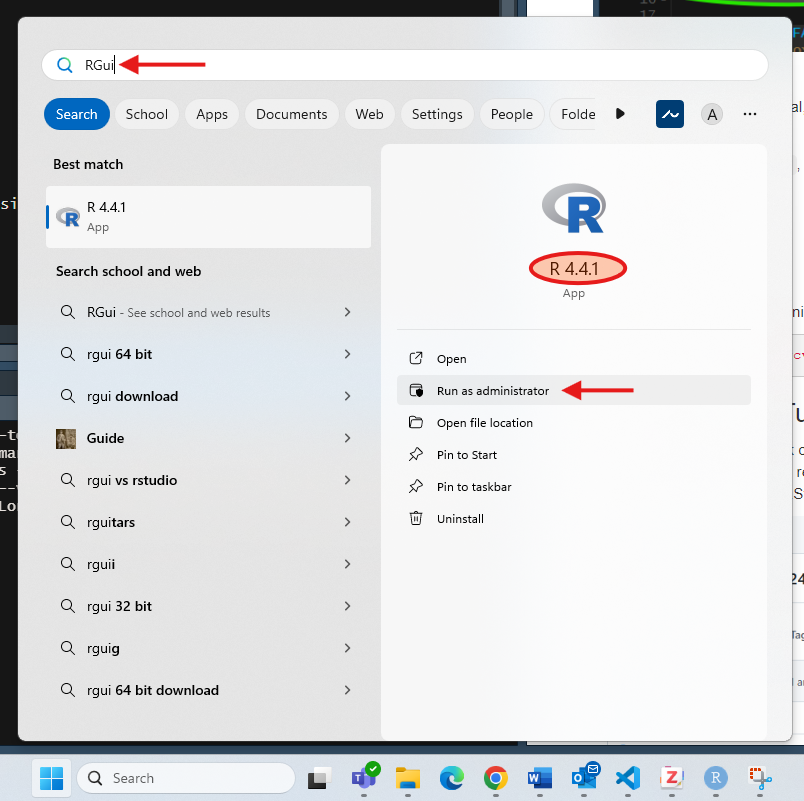 16
17
RGui
Search
School
Apps
Documents
Web
Settings
People
Folde
A
Best match
R 4.4.1
App
Search school and web
RGui - See school and web results
rgui 64 bit
rgui download
Guide
rgui vs rstudio
rguitars
rguii
rgui 32 bit
rguig
rgui 64 bit download
R
R 4.4.1
App
Open
Run as administrator
Open file location
Pin to Start
Pin to taskbar
Uninstall
Search